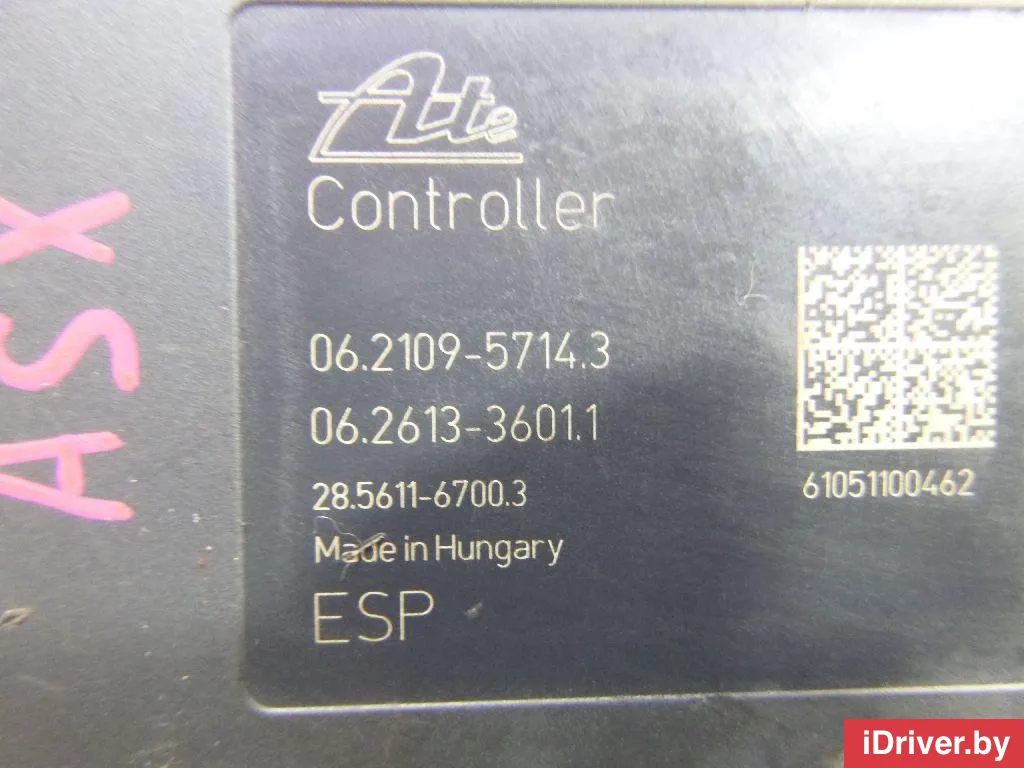 Ate
Controller
06.2109-5714.3
06.2613-3601.1
28.5611-6700.3
Made in Hungary
ESP
61051100462
ASX
iDriver.by